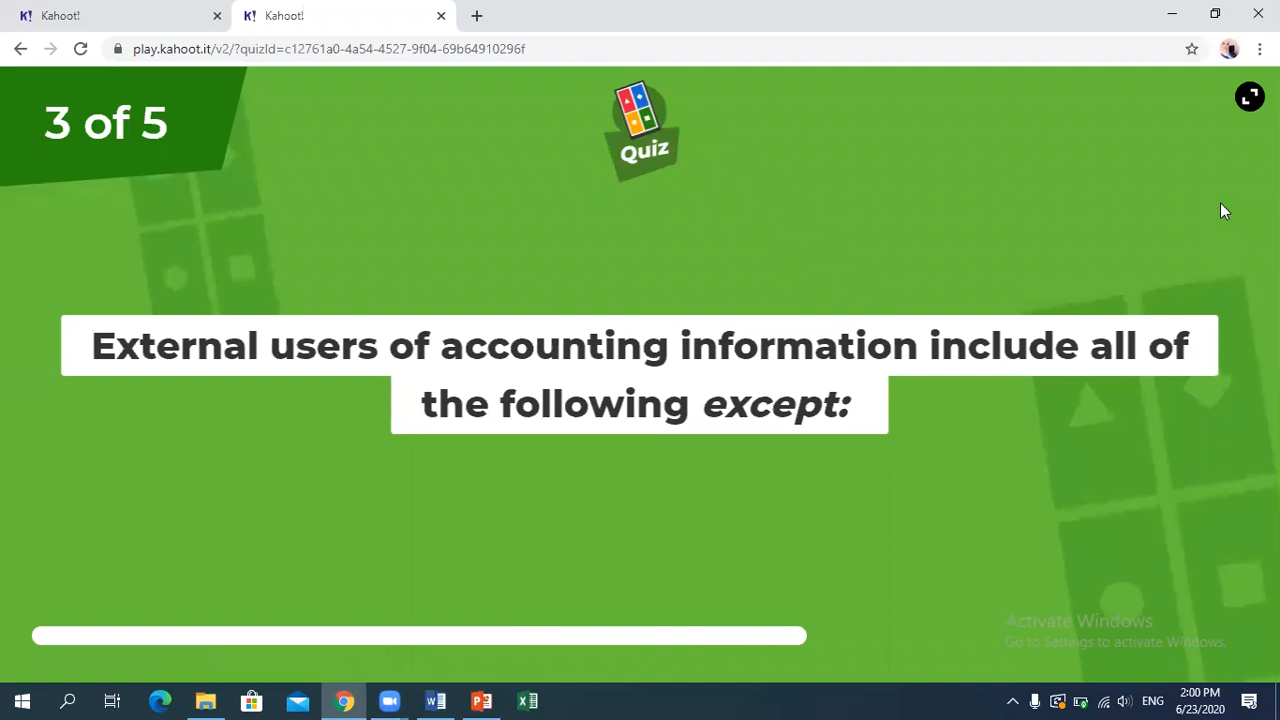 Kahoot!
Kahoot!
play.kahoot.it/v2/?quizId=c12761a0-4a54-4527-9f04-69b64910296f
3 of 5
Quiz
External users of accounting information include all of
the following except:
Activate Windows
Go to Settings to activate Windows.
ENG
2:00 PM
6/23/2020